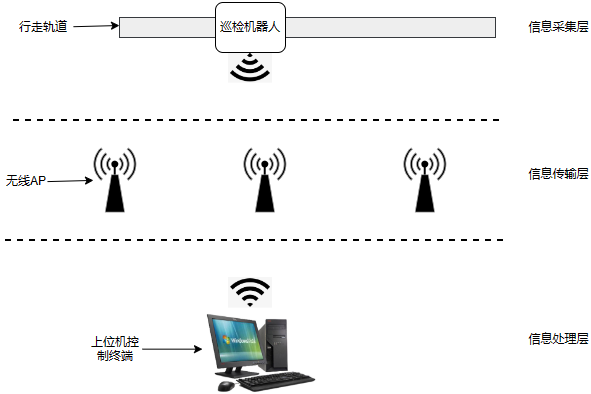 行走轨道
巡检机器人
信息采集层
无线AP
信息传输层
上位机控
制终端
信息处理层